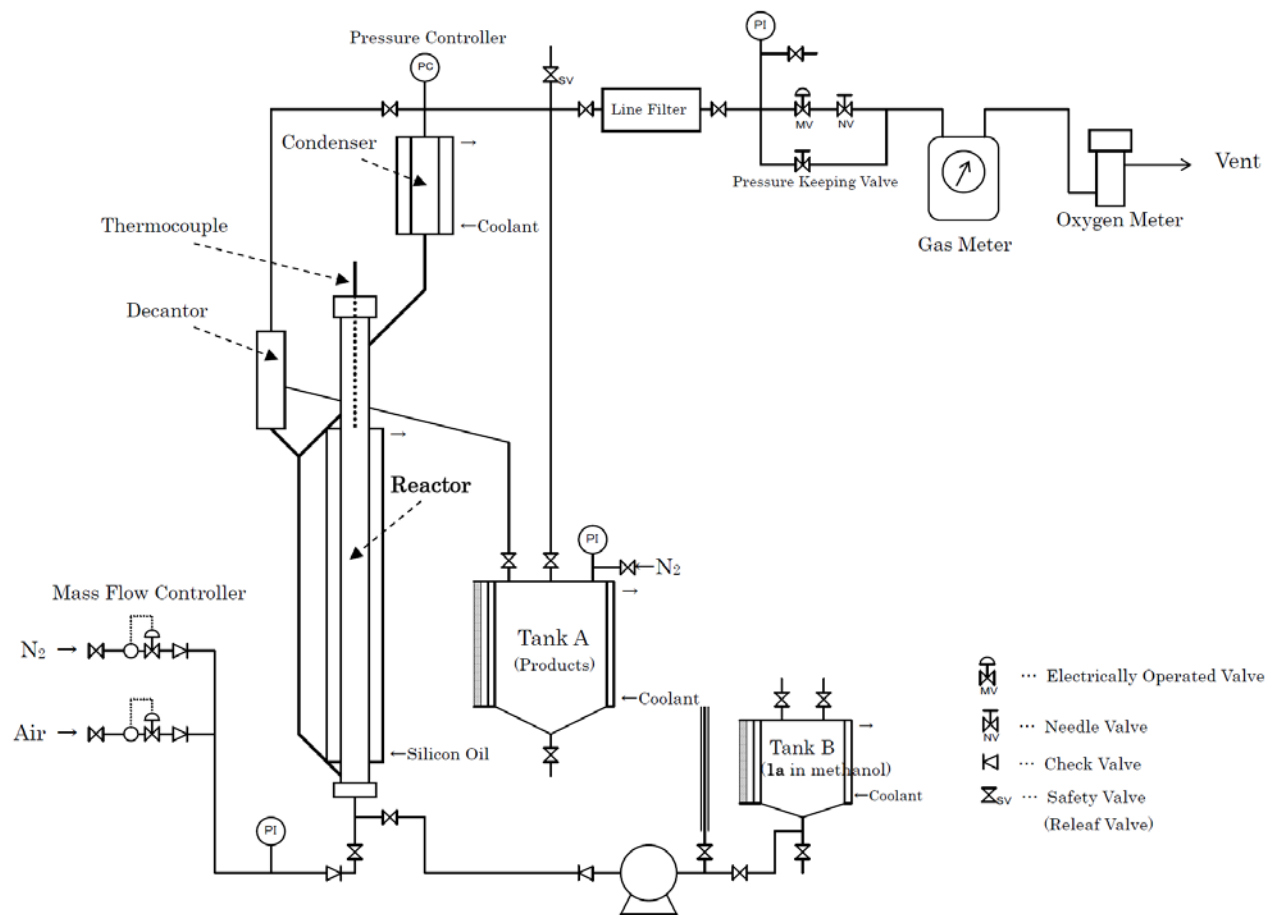 Pressure Controller
PC
PI
SV
Line Filter
MV
NV
Condenser
→
←Coolant
Pressure Keeping Valve
Vent
Gas Meter
Oxygen Meter
Thermocouple
Decantor
→
Reactor
PI
←N₂
→
Mass Flow Controller
N₂ →
Air →
Tank A
(Products)
←Coolant
←Silicon Oil
PI
→
Tank B
(1a in methanol)
←Coolant
MV
··· Electrically Operated Valve
NV
··· Needle Valve
··· Check Valve
SV
··· Safety Valve
(Releaf Valve)